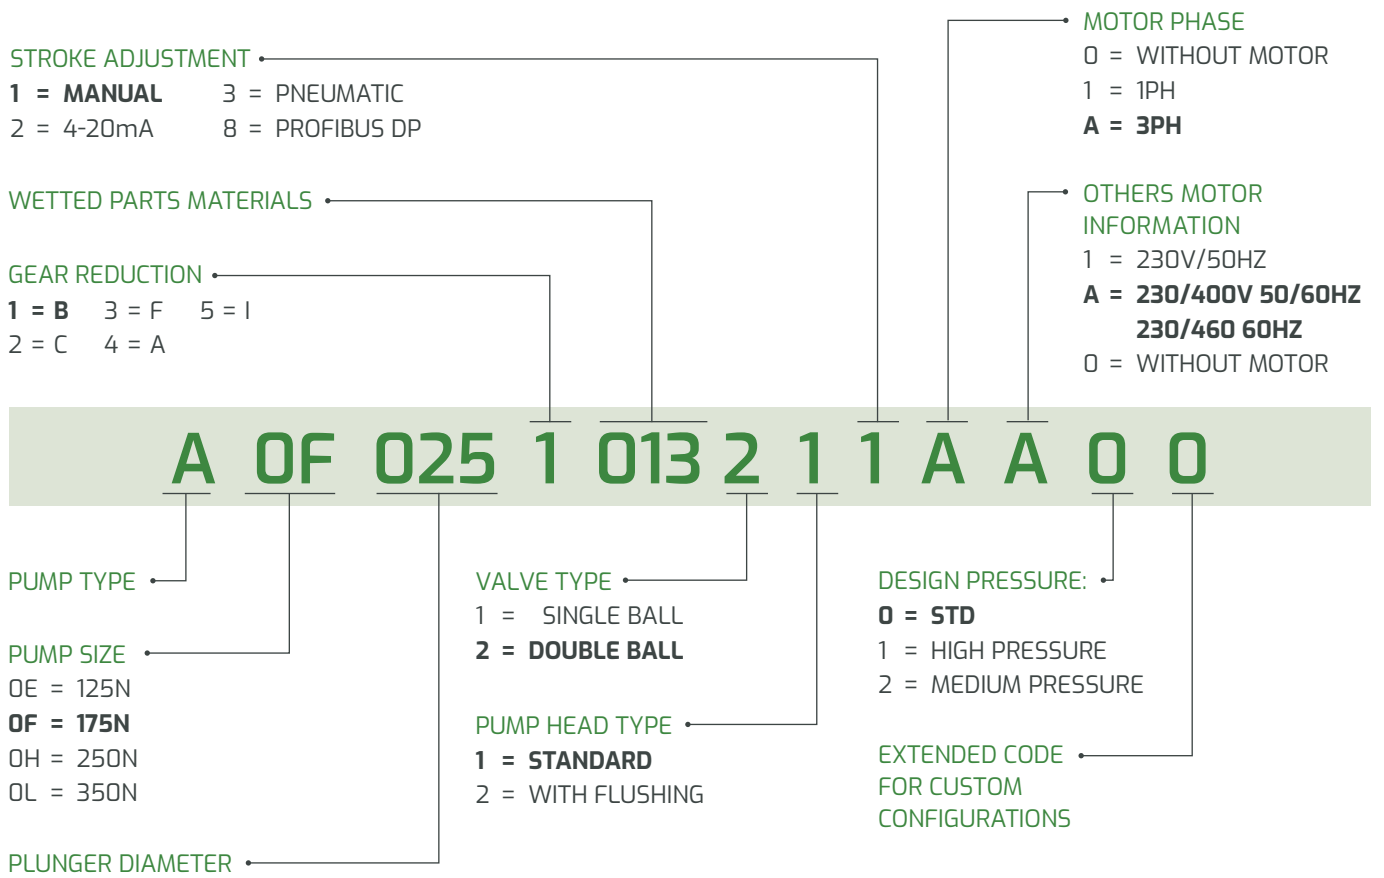 STROKE ADJUSTMENT
1 = MANUAL 3 = PNEUMATIC
2 = 4-20mA 8 = PROFIBUS DP
WETTED PARTS MATERIALS
GEAR REDUCTION
1 = B 3 = F 5 = I
2 = C 4 = A
MOTOR PHASE
0 = WITHOUT MOTOR
1 = 1PH
A = 3PH
OTHERS MOTOR
INFORMATION
1 = 230V/50HZ
A = 230/400V 50/60HZ
230/460 60HZ
0 = WITHOUT MOTOR
A 0F 025 1 013 2 1 1 A A 0 0
PUMP TYPE
PUMP SIZE
0E = 125N
0F = 175N
0H = 250N
0L = 350N
PLUNGER DIAMETER
VALVE TYPE
1 = SINGLE BALL
2 = DOUBLE BALL
PUMP HEAD TYPE
1 = STANDARD
2 = WITH FLUSHING
DESIGN PRESSURE:
0 = STD
1 = HIGH PRESSURE
2 = MEDIUM PRESSURE
EXTENDED CODE
FOR CUSTOM
CONFIGURATIONS